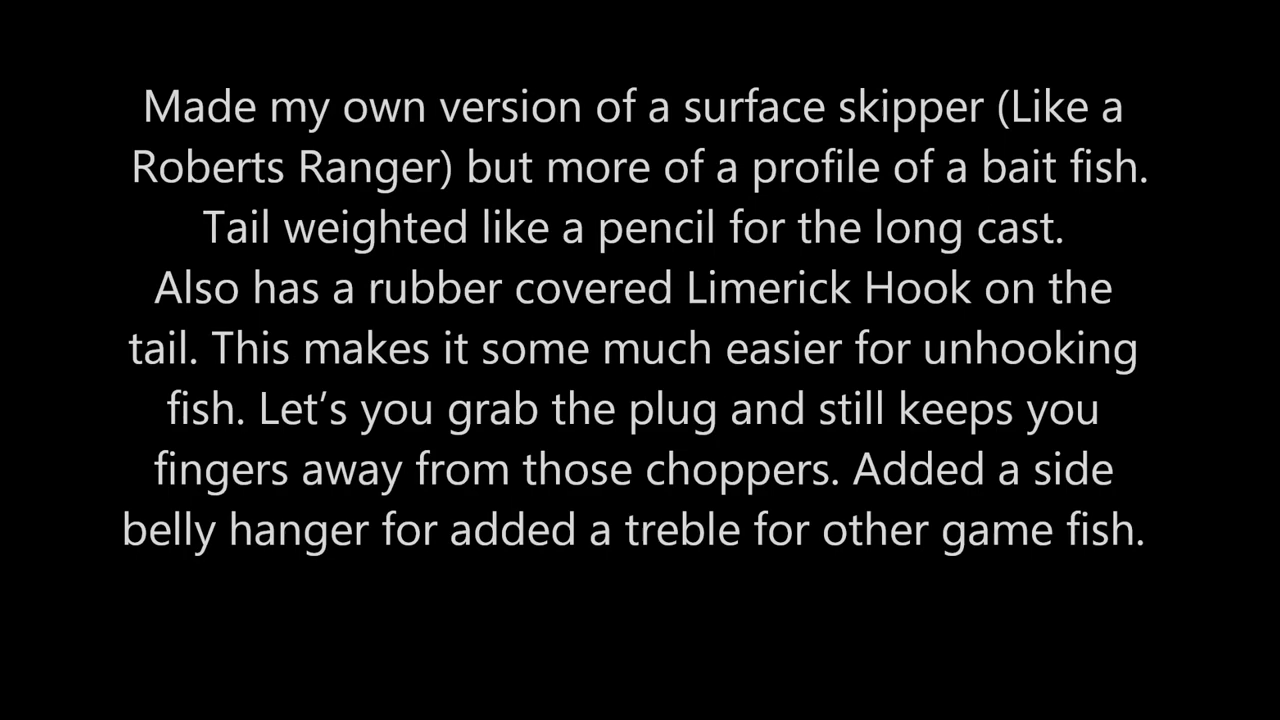 Made my own version of a surface skipper (Like a
Roberts Ranger) but more of a profile of a bait fish.
Tail weighted like a pencil for the long cast.
Also has a rubber covered Limerick Hook on the
tail. This makes it some much easier for unhooking
fish. Let’s you grab the plug and still keeps you
fingers away from those choppers. Added a side
belly hanger for added a treble for other game fish.